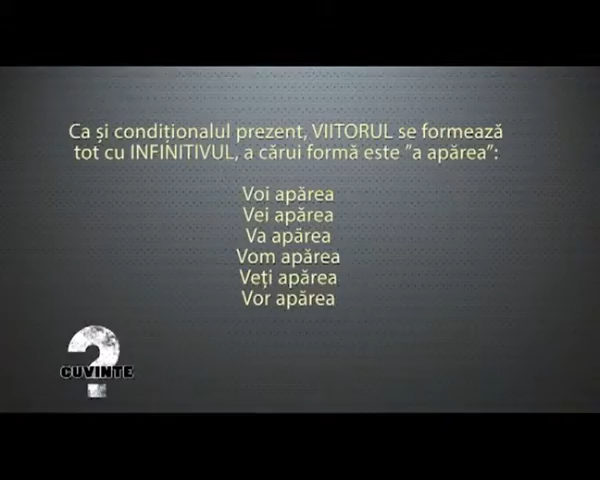 Ca și condiționalul prezent, VIITORUL se formează
tot cu INFINITIVUL, a cărui formă este ”a apărea”:
Voi apărea
Vei apărea
Va apărea
Vom apărea
Veți apărea
Vor apărea
?
CUVINTE